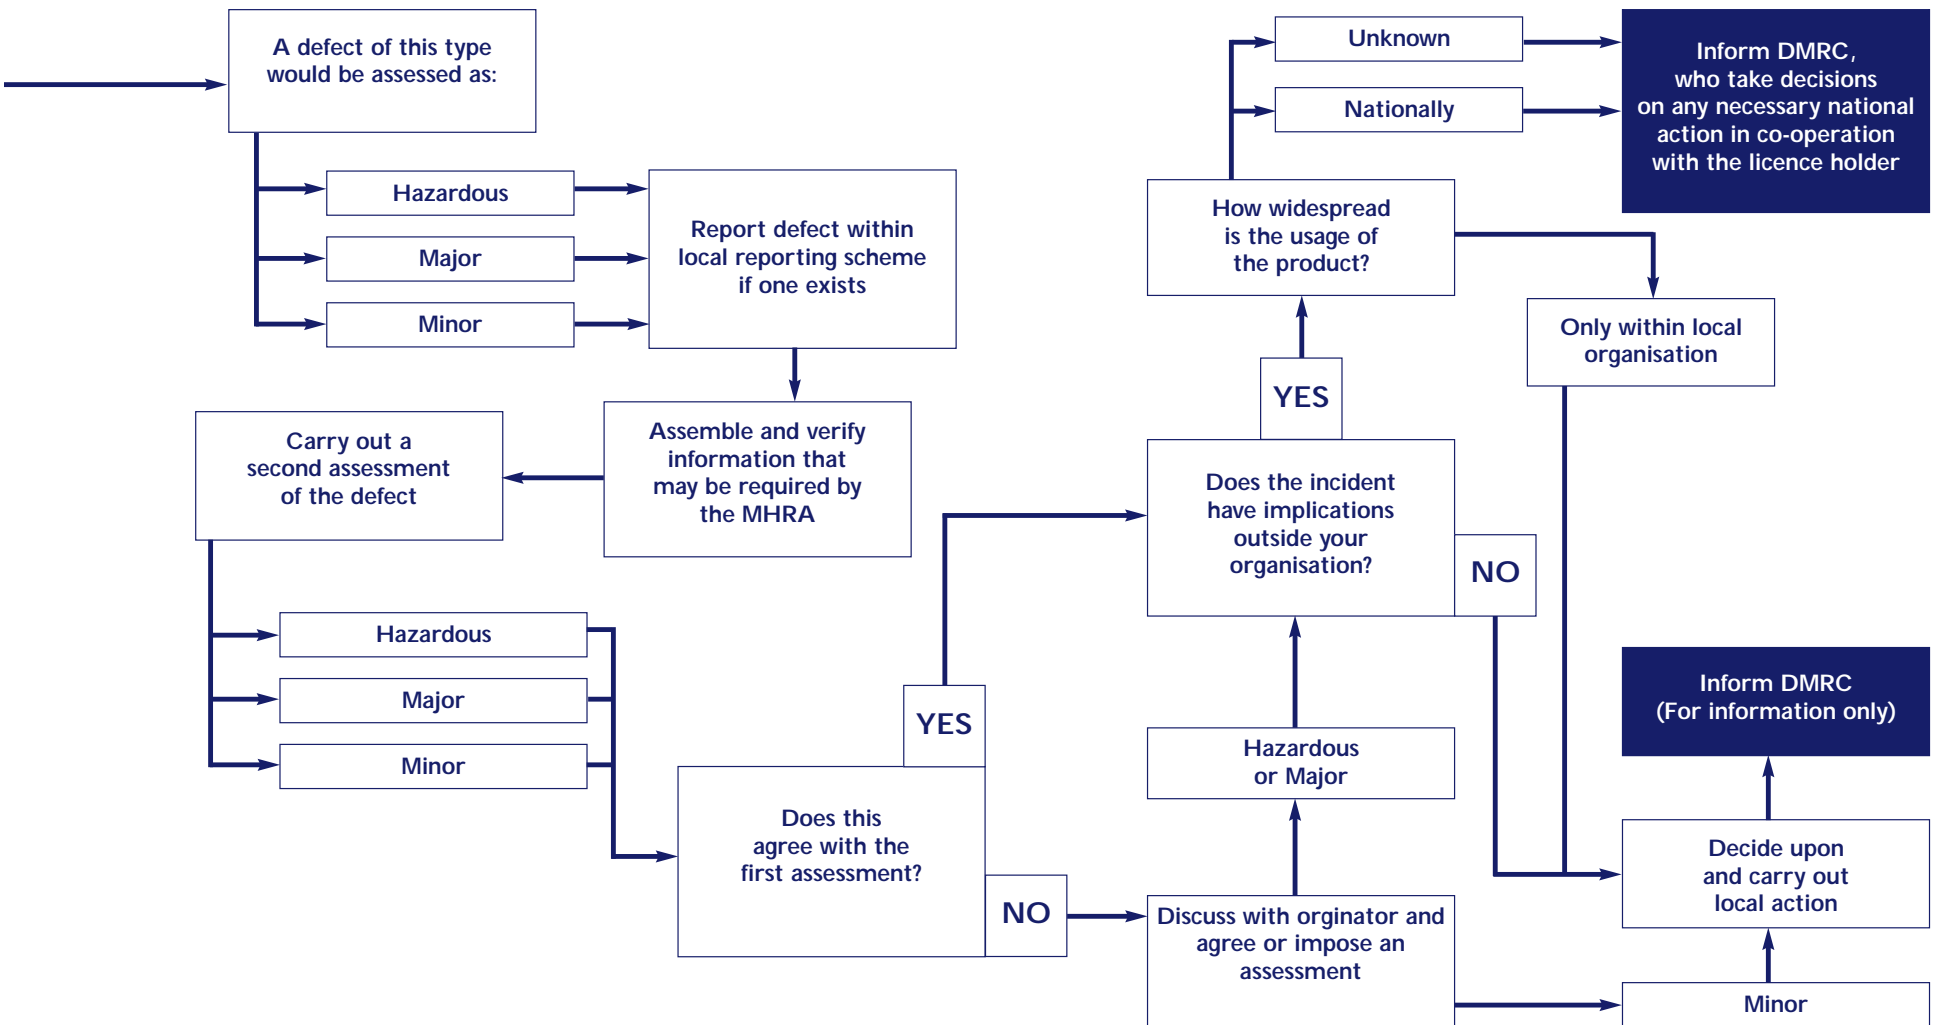 A defect of this type
would be assessed as:
Hazardous
Major
Minor
Report defect within
local reporting scheme
if one exists
Assemble and verify
information that
may be required by
the MHRA
Carry out a
second assessment
of the defect
Hazardous
Major
Minor
Does this
agree with the
first assessment?
YES
NO
Discuss with orginator and
agree or impose an
assessment
Hazardous
or Major
Minor
Does the incident
have implications
outside your
organisation?
YES
NO
How widespread
is the usage of
the product?
Unknown
Nationally
Only within local
organisation
Inform DMRC,
who take decisions
on any necessary national
action in co-operation
with the licence holder
Decide upon
and carry out
local action
Inform DMRC
(For information only)